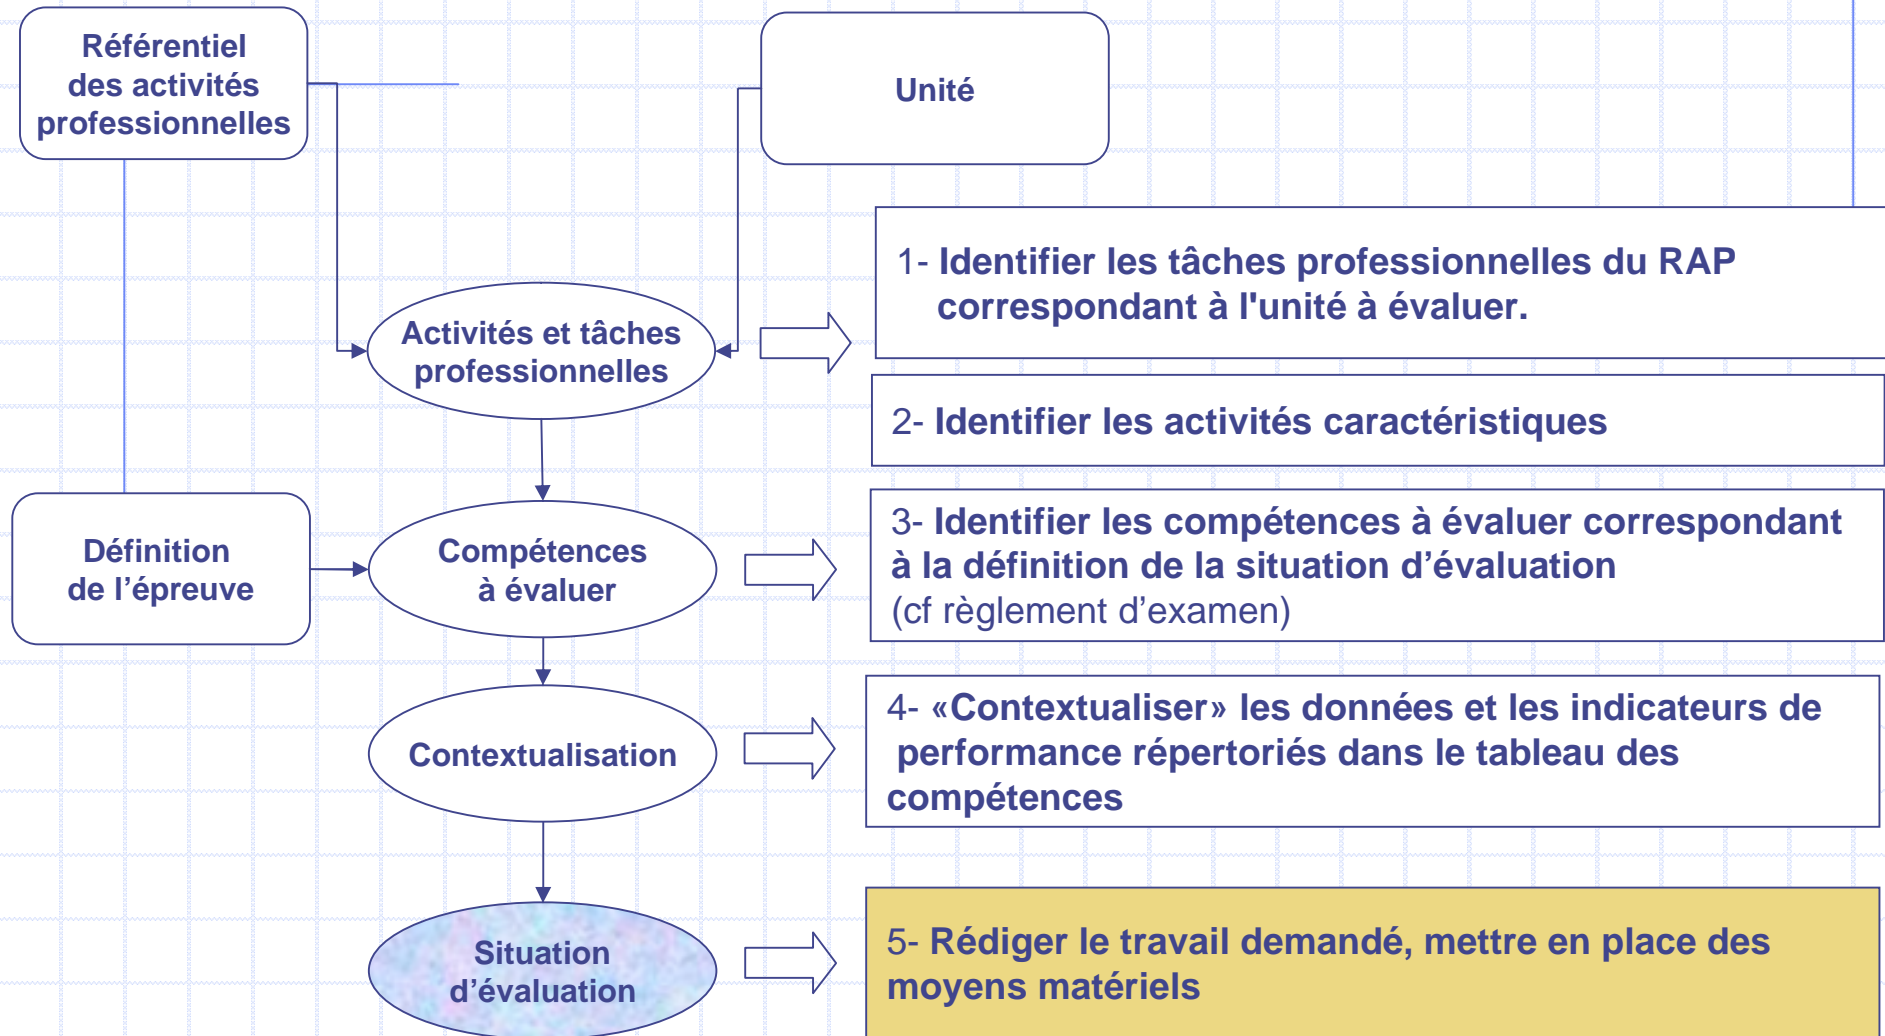 Référentiel
des activités
professionnelles
Unité
1- Identifier les tâches professionnelles du RAP
correspondant à l'unité à évaluer.
Activités et tâches
professionnelles
2- Identifier les activités caractéristiques
Définition
de l’épreuve
Compétences
à évaluer
3- Identifier les compétences à évaluer correspondant
à la définition de la situation d’évaluation
(cf règlement d’examen)
Contextualisation
4- «Contextualiser» les données et les indicateurs de
performance répertoriés dans le tableau des
compétences
Situation
d’évaluation
5- Rédiger le travail demandé, mettre en place des
moyens matériels